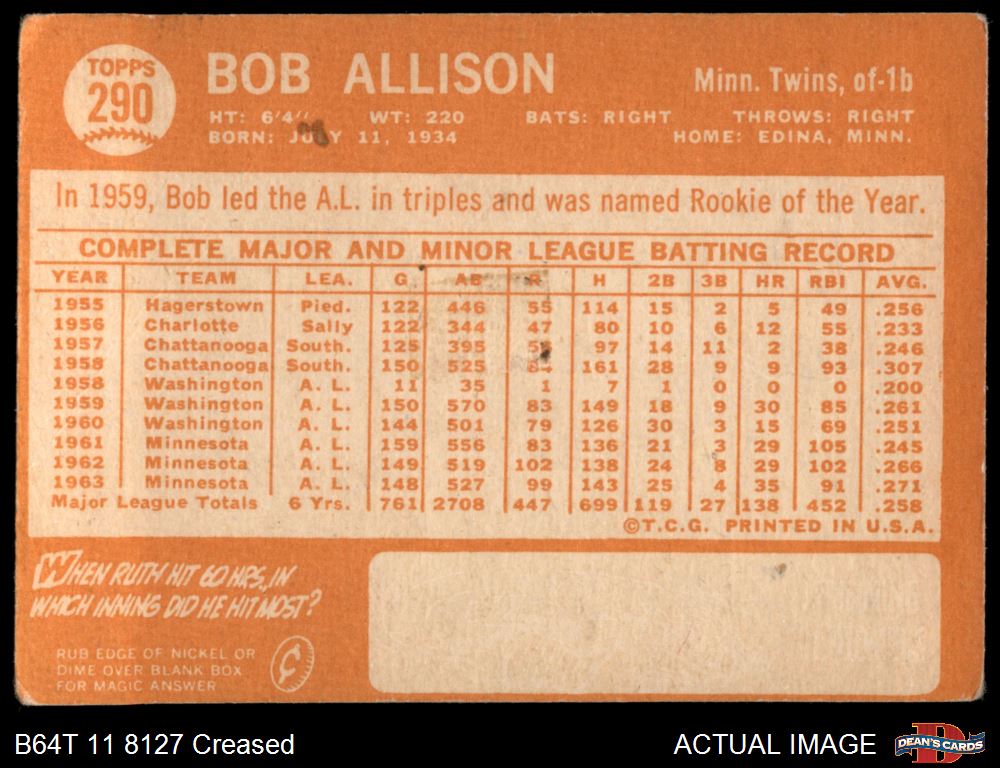 TOPPS
290
BOB ALLISON
Minn. Twins, of-1b
HT: 6'4" WT: 220 BATS: RIGHT THROWS: RIGHT
BORN: JULY 11, 1934 HOME: EDINA, MINN.
In 1959, Bob led the A.L. in triples and was named Rookie of the Year.
COMPLETE MAJOR AND MINOR LEAGUE BATTING RECORD
YEAR TEAM LEA. G AB R H 2B 3B HR RBI AVG.
1955 Hagerstown Pied. 122 446 55 114 15 2 5 49 .256
1956 Charlotte Sally 122 344 47 80 10 6 12 55 .233
1957 Chattanooga South. 125 395 97 14 11 2 38 .246
1958 Chattanooga South. 150 525 84 161 28 9 9 93 .307
1958 Washington A. L. 11 35 1 7 1 0 0 0 .200
1959 Washington A. L. 150 570 83 149 18 9 30 85 .261
1960 Washington A. L. 144 501 79 126 30 3 15 69 .251
1961 Minnesota A. L. 159 556 83 136 21 3 29 105 .245
1962 Minnesota A. L. 149 519 102 138 24 8 29 102 .266
1963 Minnesota A. L. 148 527 99 143 25 4 35 91 .271
Major League Totals 6 Yrs. 761 2708 447 699 119 27 138 452 .258
©T.C.G. PRINTED IN U.S.A.
WHEN RUTH HIT 60 HRS, IN
WHICH INNING DID HE HIT MOST?
RUB EDGE OF NICKEL OR
DIME OVER BLANK BOX
FOR MAGIC ANSWER
¢
B64T 11 8127 Creased
ACTUAL IMAGE
DEAN'S CARDS